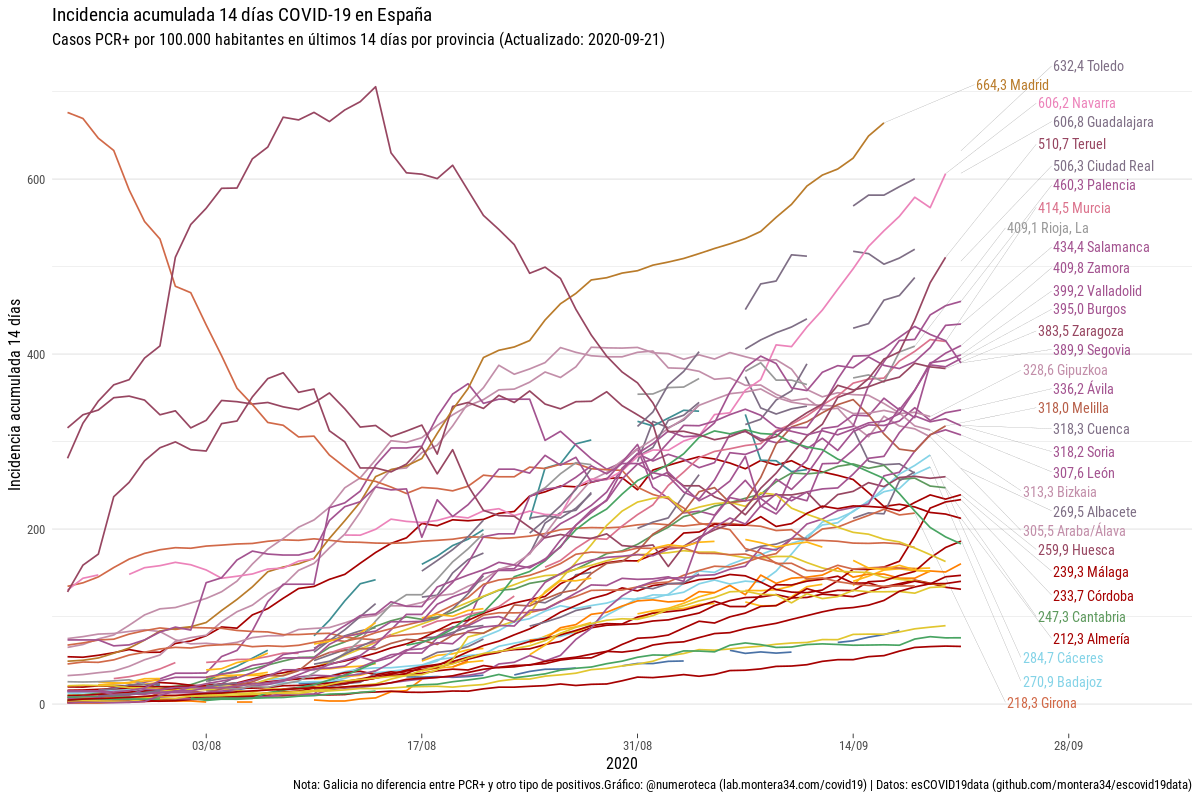 Incidencia acumulada 14 días COVID-19 en España
Casos PCR+ por 100.000 habitantes en últimos 14 días por provincia (Actualizado: 2020-09-21)
632,4 Toledo
664,3 Madrid
606,2 Navarra
606,8 Guadalajara
510,7 Teruel
506,3 Ciudad Real
460,3 Palencia
414,5 Murcia
409,1 Rioja, La
434,4 Salamanca
409,8 Zamora
399,2 Valladolid
395,0 Burgos
383,5 Zaragoza
389,9 Segovia
328,6 Gipuzkoa
336,2 Ávila
318,0 Melilla
318,3 Cuenca
318,2 Soria
307,6 León
313,3 Bizkaia
269,5 Albacete
305,5 Araba/Álava
259,9 Huesca
239,3 Málaga
233,7 Córdoba
247,3 Cantabria
212,3 Almería
284,7 Cáceres
270,9 Badajoz
218,3 Girona
Incidencia acumulada 14 días
600
400
200
0
03/08
17/08
31/08
14/09
28/09
2020
Nota: Galicia no diferencia entre PCR+ y otro tipo de positivos.Gráfico: @numeroteca (lab.montera34.com/covid19) | Datos: esCOVID19data (github.com/montera34/escovid19data)